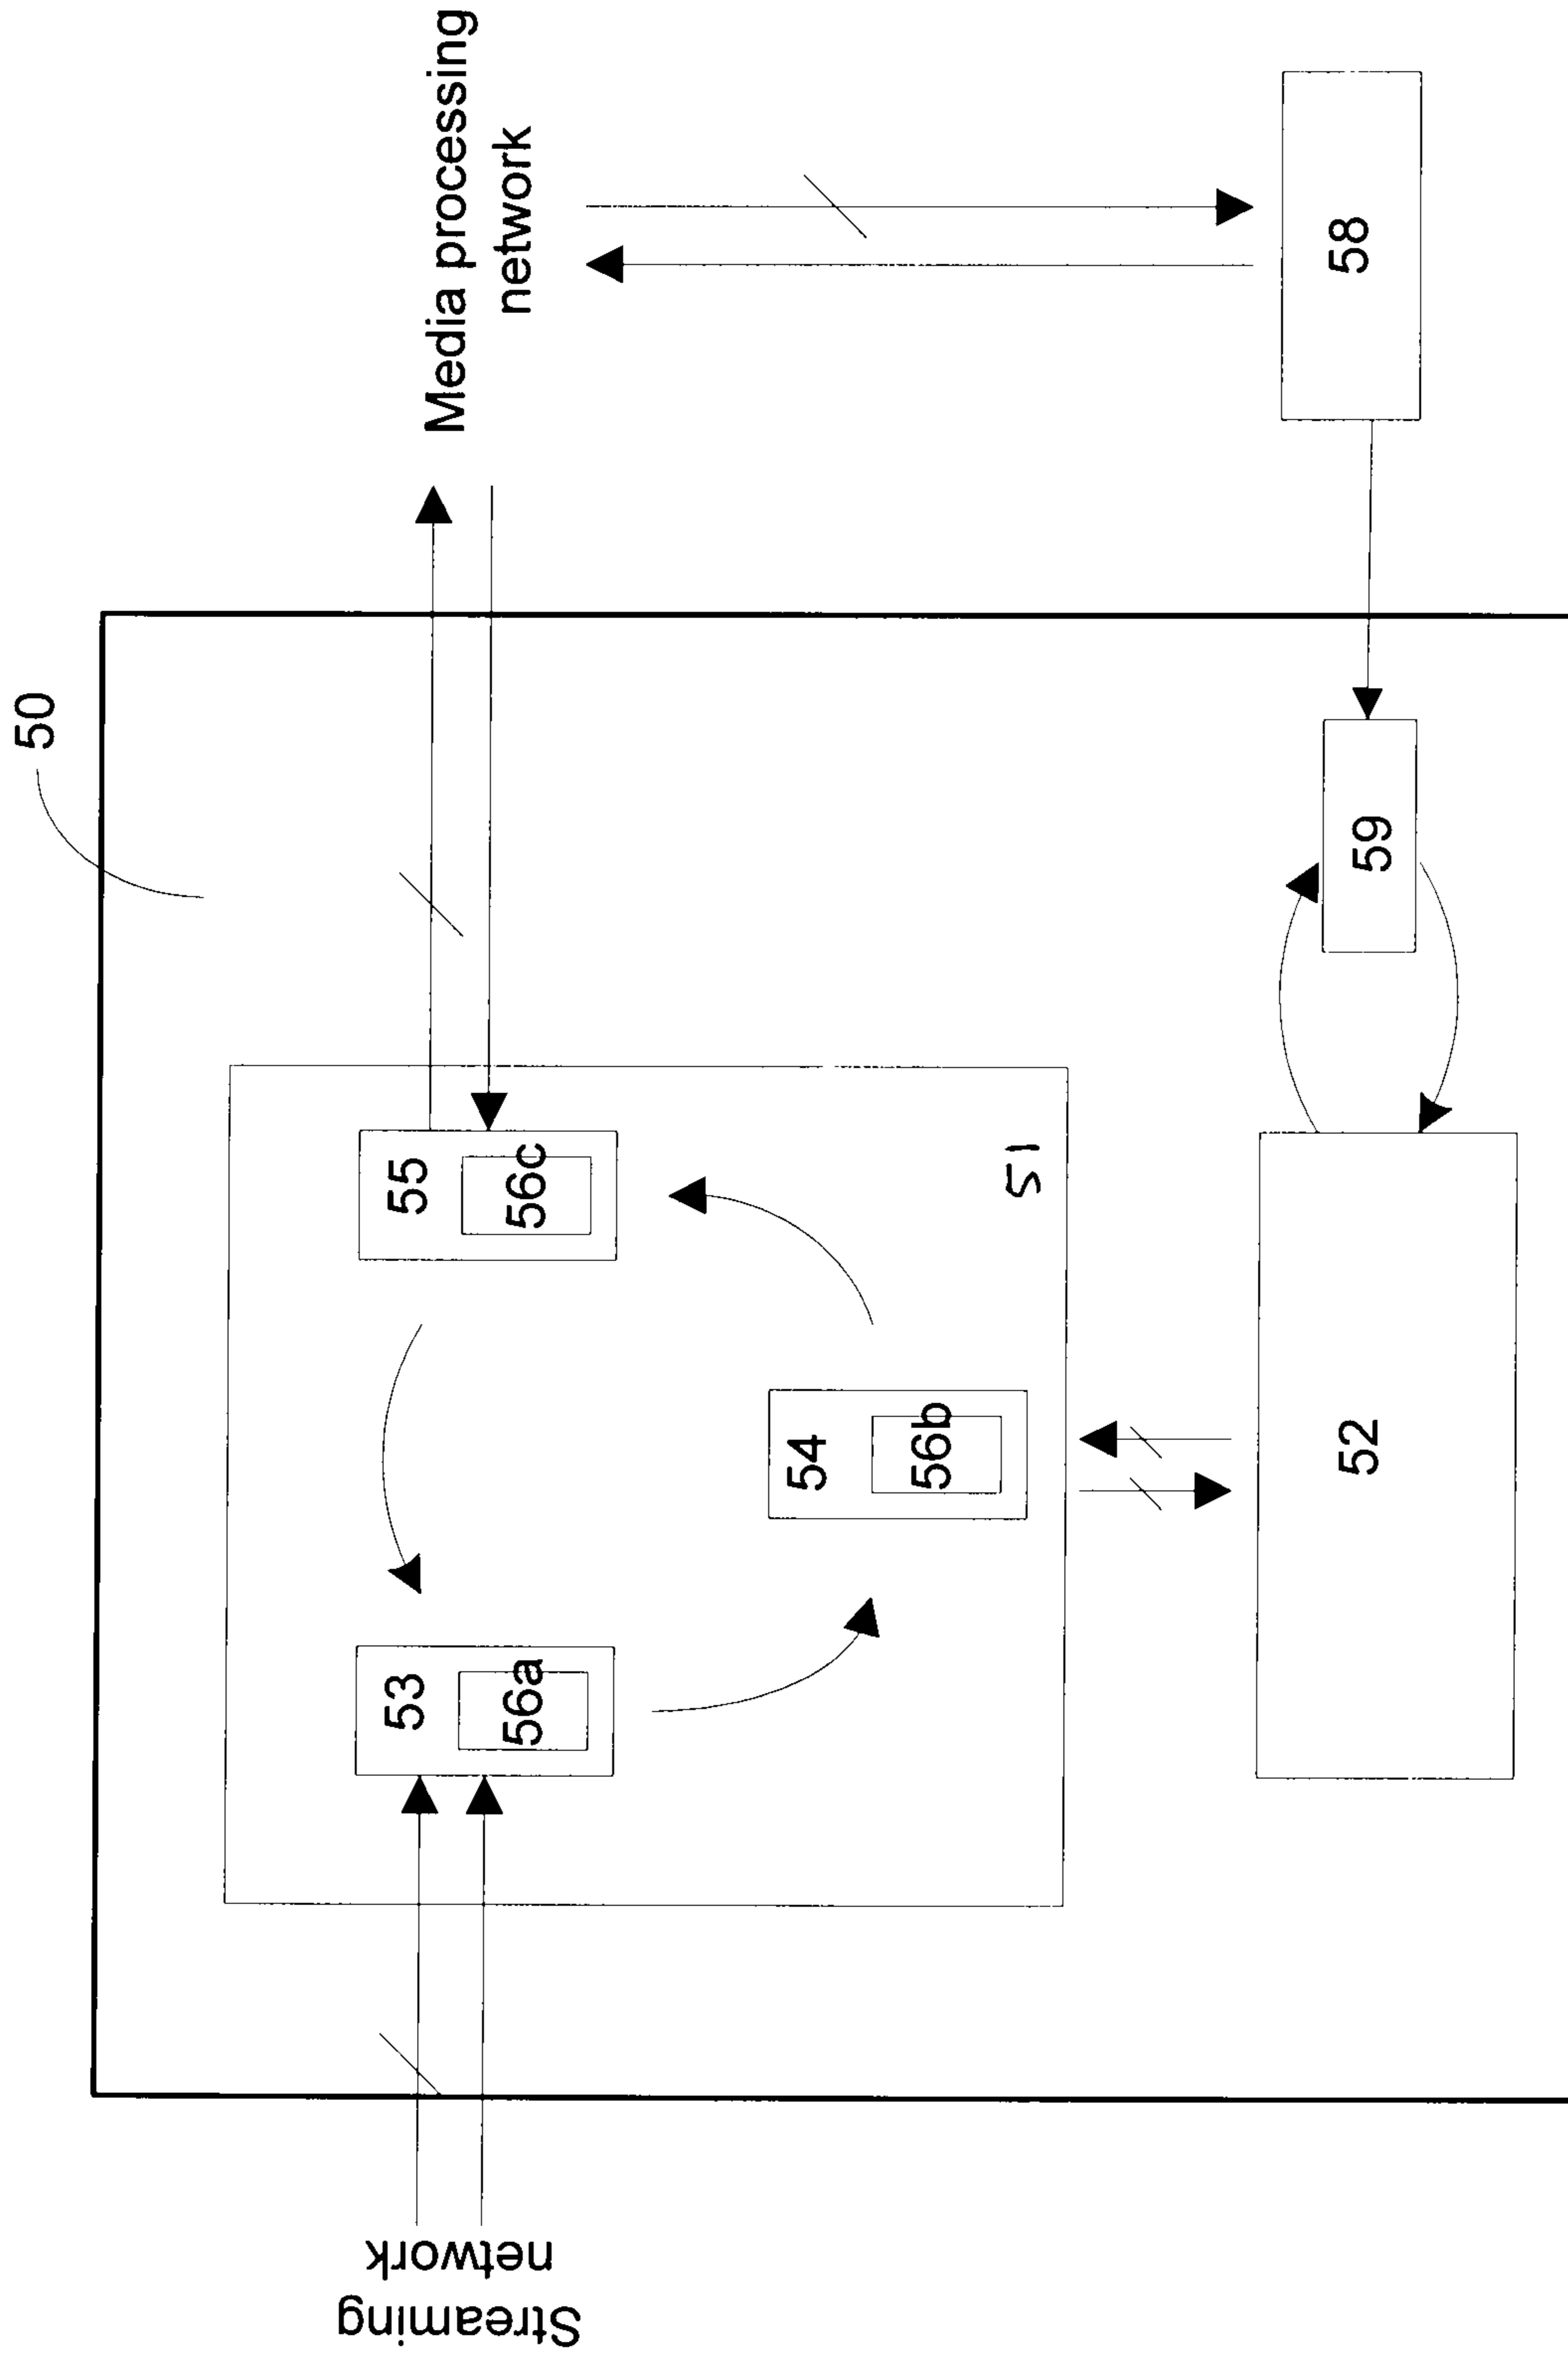 50
Media processing
network
55
56c
53
56a
54
56b
51
Streaming
network
52
59
58